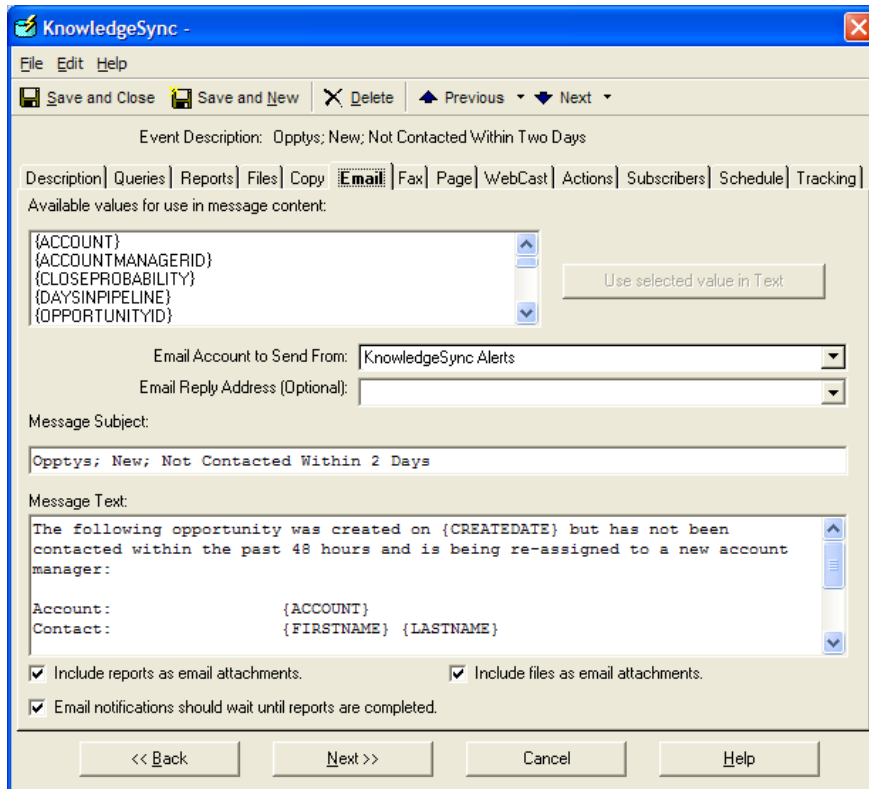 KnowledgeSync -
File Edit Help
Save and Close Save and New Delete Previous Next
Event Description: Opptys; New; Not Contacted Within Two Days
Description Queries Reports Files Copy Email Fax Page WebCast Actions Subscribers Schedule Tracking
Available values for use in message content:
{ACCOUNT}
{ACCOUNTMANAGERID}
{CLOSEPROBABILITY}
{DAYSINPIPELINE}
{OPPORTUNITYID}
Use selected value in Text
Email Account to Send From: KnowledgeSync Alerts
Email Reply Address (Optional):
Message Subject:
Opptys; New; Not Contacted Within 2 Days
Message Text:
The following opportunity was created on {CREATEDATE} but has not been
contacted within the past 48 hours and is being re-assigned to a new account
manager:
Account: {ACCOUNT}
Contact: {FIRSTNAME} {LASTNAME}
Include reports as email attachments. Include files as email attachments.
Email notifications should wait until reports are completed.
<< Back Next >> Cancel Help